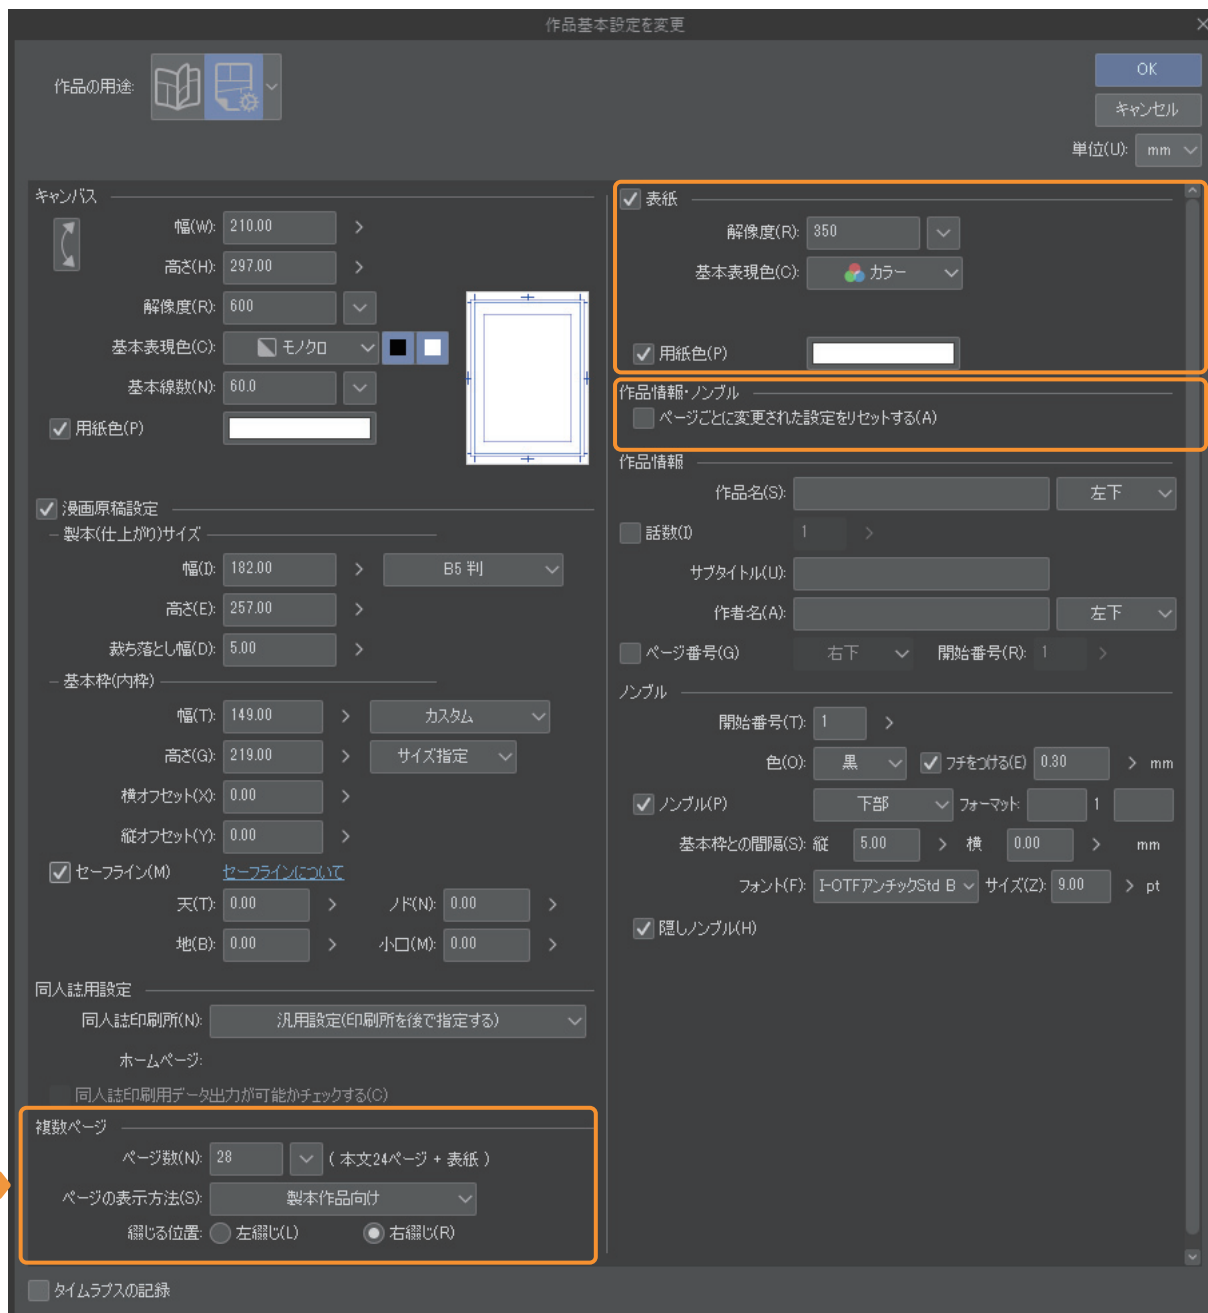 作品基本設定を変更
作品の用途:
OK
キャンセル
単位(U): mm
キャンバス
幅(W): 210.00
高さ(H): 297.00
解像度(R): 600
基本表現色(C): モノクロ
基本線数(N): 60.0
用紙色(P)
漫画原稿設定
製本(仕上がり)サイズ
幅(I): 182.00 B5 判
高さ(E): 257.00
裁ち落とし幅(D): 5.00
基本枠(内枠)
幅(T): 149.00 カスタム
高さ(G): 219.00 サイズ指定
横オフセット(X): 0.00
縦オフセット(Y): 0.00
セーフライン(M) セーフラインについて
天(T): 0.00 ノド(N): 0.00
地(B): 0.00 小口(M): 0.00
同人誌用設定
同人誌印刷所(N): 汎用設定(印刷所を後で指定する)
ホームページ:
同人誌印刷用データ出力が可能かチェックする(C)
複数ページ
ページ数(N): 28 ( 本文24ページ + 表紙 )
ページの表示方法(S): 製本作品向け
綴じる位置: 左綴じ(L) 右綴じ(R)
タイムラプスの記録
表紙
解像度(R): 350
基本表現色(C): カラー
用紙色(P)
作品情報・ノンブル
ページごとに変更された設定をリセットする(A)
作品情報
作品名(S): 左下
話数(I) 1
サブタイトル(U):
作者名(A): 左下
ページ番号(G) 右下 開始番号(R): 1
ノンブル
開始番号(T): 1
色(O): 黒 フチをつける(E) 0.30 mm
ノンブル(P) 下部 フォーマット: 1
基本枠との間隔(S): 縦 5.00 横 0.00 mm
フォント(F): I-OTFアンチックStd B サイズ(Z): 9.00 pt
隠しノンブル(H)